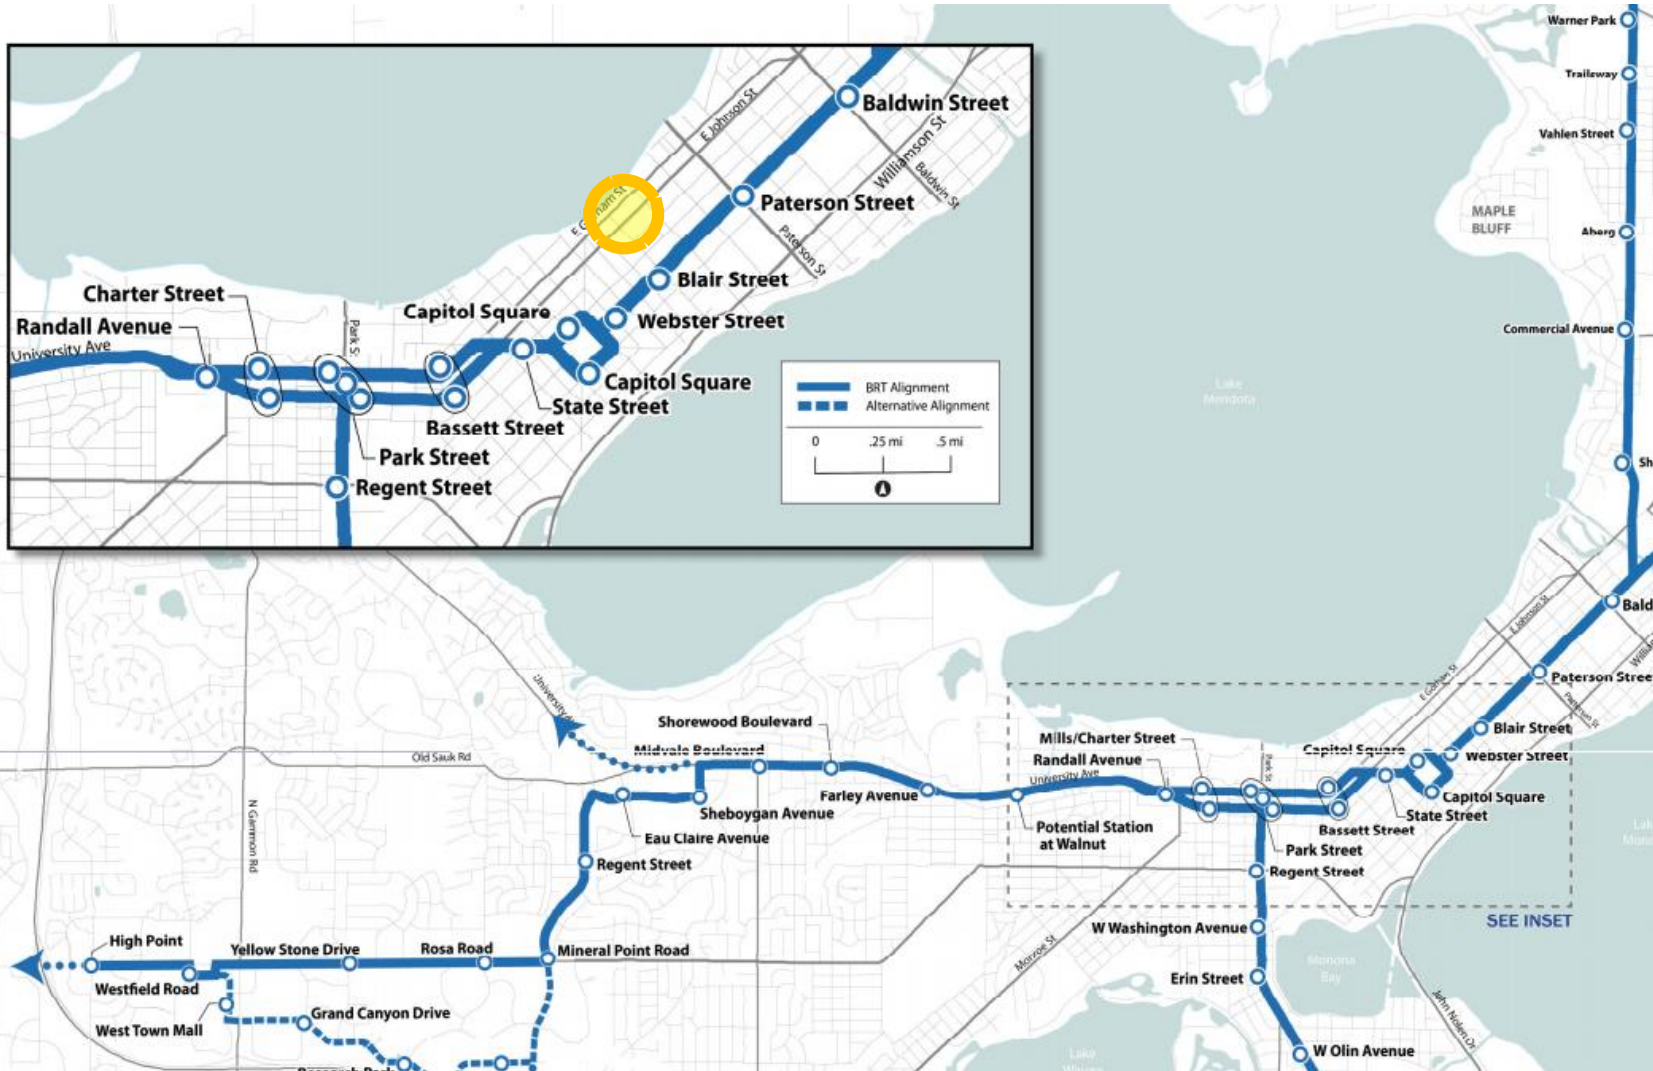 Baldwin Street
E Johnson St
Williamson St
Baldwin St
Paterson Street
Paterson St
Blair Street
Charter Street
Capitol Square
Randall Avenue
Webster Street
University Ave
Park St
Capitol Square
State Street
Bassett Street
Park Street
Regent Street
BRT Alignment
Alternative Alignment
0 .25 mi .5 mi
Warner Park
Trailsway
Vahlen Street
MAPLE
BLUFF
Aberg
Commercial Avenue
Lake
Mendota
Sh
E Johnson St
Bald
E Gorham St
Paterson Stree
Paterson St
Blair Street
Webster Street
Capitol Square
Capitol Square
State Street
Bassett Street
Park Street
Regent Street
Park St
Mills/Charter Street
Randall Avenue
University Ave
Shorewood Boulevard
Midvale Boulevard
Old Sauk Rd
N Gammon Rd
Farley Avenue
Sheboygan Avenue
Eau Claire Avenue
Regent Street
Potential Station
at Walnut
SEE INSET
W Washington Avenue
Monroe St
Erin Street
Monona
Bay
John Nolen Dr
W Olin Avenue
High Point
Yellow Stone Drive
Rosa Road
Mineral Point Road
Westfield Road
West Town Mall
Grand Canyon Drive
Lake